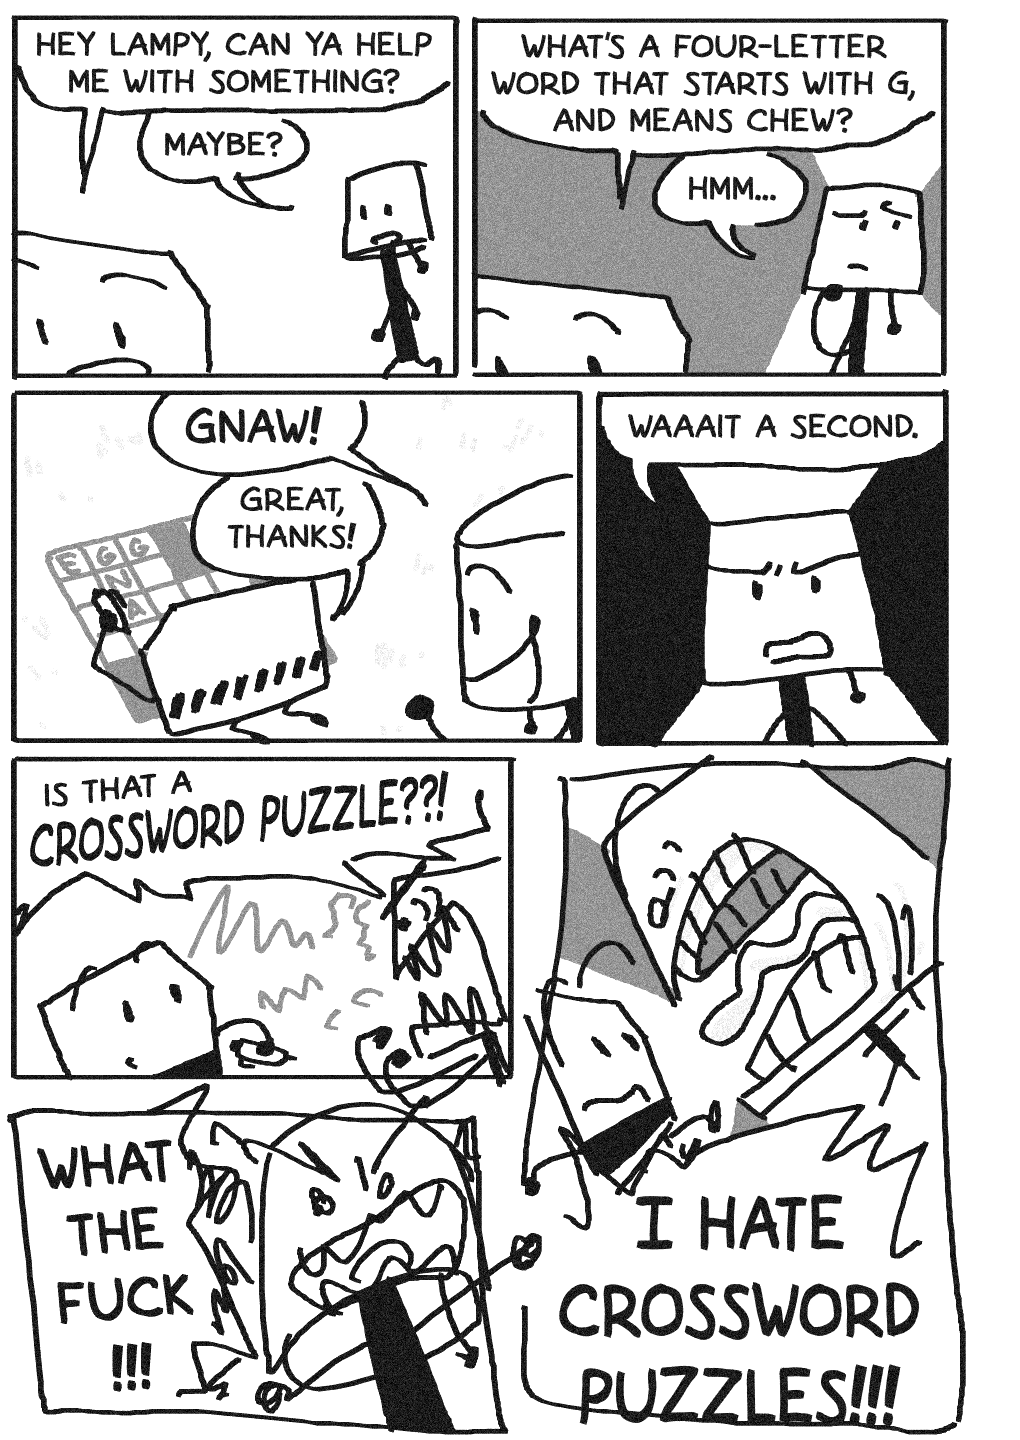 HEY LAMPY, CAN YA HELP
ME WITH SOMETHING?
MAYBE?
WHAT'S A FOUR-LETTER
WORD THAT STARTS WITH G,
AND MEANS CHEW?
HMM...
GNAW!
GREAT,
THANKS!
EGG
N
A
WAAAIT A SECOND.
IS THAT A
CROSSWORD PUZZLE??!
I HATE
CROSSWORD
PUZZLES!!!
WHAT
THE
FUCK
!!!